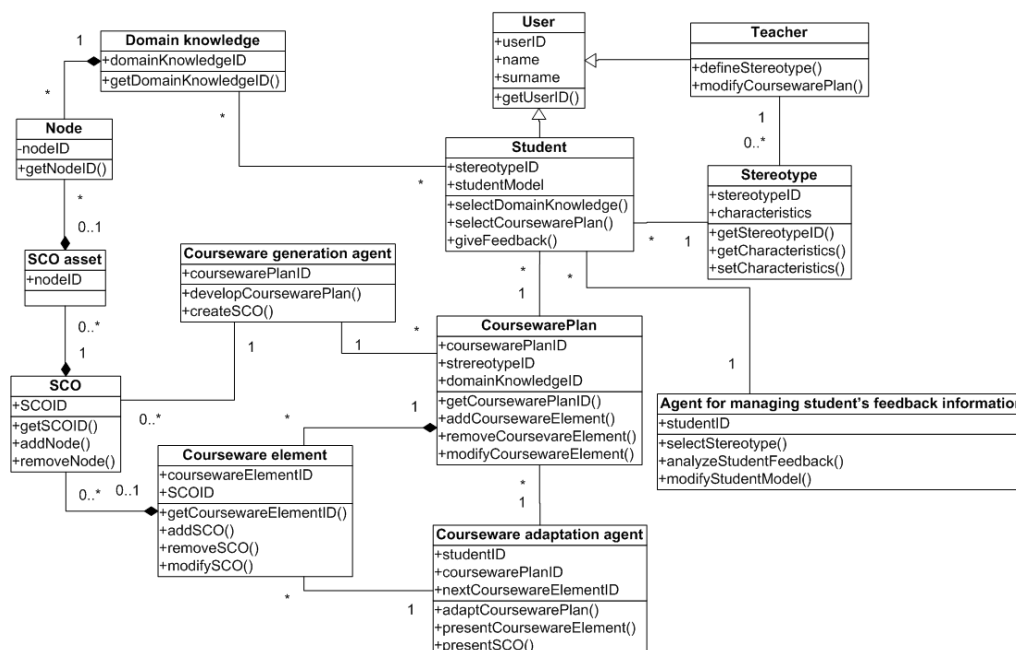 User
+userID
+name
+surname
+getUserID()
Teacher
+defineStereotype()
+modifyCoursewarePlan()
1
Domain knowledge
+domainKnowledgeID
+getDomainKnowledgeID()
*
*
1
0..*
Node
-nodeID
+getNodeID()
Student
+stereotypeID
+studentModel
+selectDomainKnowledge()
+selectCoursewarePlan()
+giveFeedback()
*
Stereotype
+stereotypeID
+characteristics
+getStereotypeID()
+getCharacteristics()
+setCharacteristics()
*
1
*
0..1
SCO asset
+nodeID
Courseware generation agent
+coursewarePlanID
+developCoursewarePlan()
+createSCO()
*
1
*
0..*
1
1
1
*
CoursewarePlan
+coursewarePlanID
+strereotypeID
+domainKnowledgeID
+getCoursewarePlanID()
+addCoursewareElement()
+removeCoursevareElement()
+modifyCoursewareElement()
1
SCO
+SCOID
+getSCOID()
+addNode()
+removeNode()
0..*
*
1
Agent for managing student's feedback information
+studentID
+selectStereotype()
+analyzeStudentFeedback()
+modifyStudentModel()
Courseware element
+coursewareElementID
+SCOID
+getCoursewareElementID()
+addSCO()
+removeSCO()
+modifySCO()
0..*
0..1
*
1
Courseware adaptation agent
+studentID
+coursewarePlanID
+nextCoursewareElementID
+adaptCoursewarePlan()
+presentCoursewareElement()
+presentSCO()
*
1